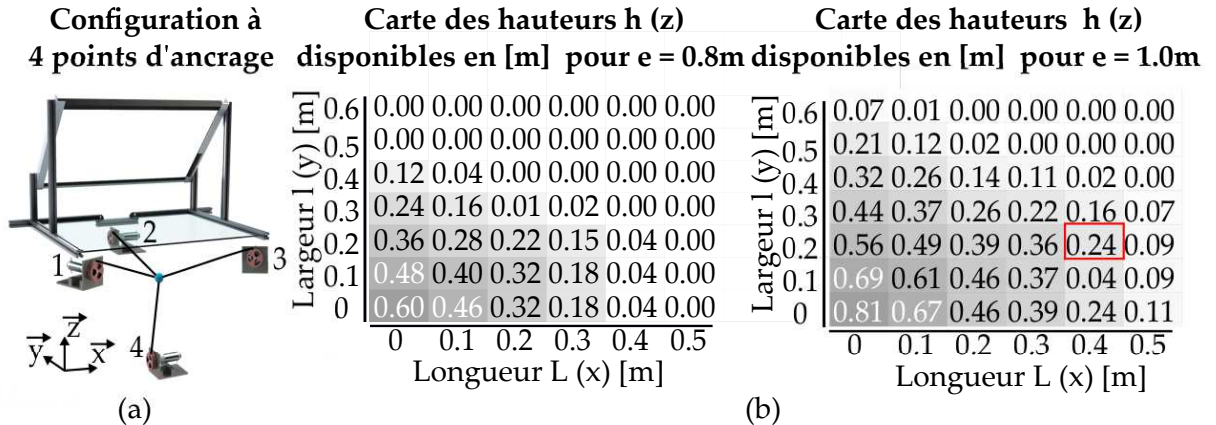 Configuration à
4 points d'ancrage
1
2
3
4
z
y
x
(a)
Carte des hauteurs h (z)
disponibles en [m] pour e = 0.8m
Largeur l (y) [m]
0.6 0.00 0.00 0.00 0.00 0.00 0.00
0.5 0.00 0.00 0.00 0.00 0.00 0.00
0.4 0.12 0.04 0.00 0.00 0.00 0.00
0.3 0.24 0.16 0.01 0.02 0.00 0.00
0.2 0.36 0.28 0.22 0.15 0.04 0.00
0.1 0.48 0.40 0.32 0.18 0.04 0.00
0 0.60 0.46 0.32 0.18 0.04 0.00
0 0.1 0.2 0.3 0.4 0.5
Longueur L (x) [m]
Carte des hauteurs h (z)
disponibles en [m] pour e = 1.0m
Largeur l (y) [m]
0.6 0.07 0.01 0.00 0.00 0.00 0.00
0.5 0.21 0.12 0.02 0.00 0.00 0.00
0.4 0.32 0.26 0.14 0.11 0.02 0.00
0.3 0.44 0.37 0.26 0.22 0.16 0.07
0.2 0.56 0.49 0.39 0.36 0.24 0.09
0.1 0.69 0.61 0.46 0.37 0.04 0.09
0 0.81 0.67 0.46 0.39 0.24 0.11
0 0.1 0.2 0.3 0.4 0.5
Longueur L (x) [m]
(b)